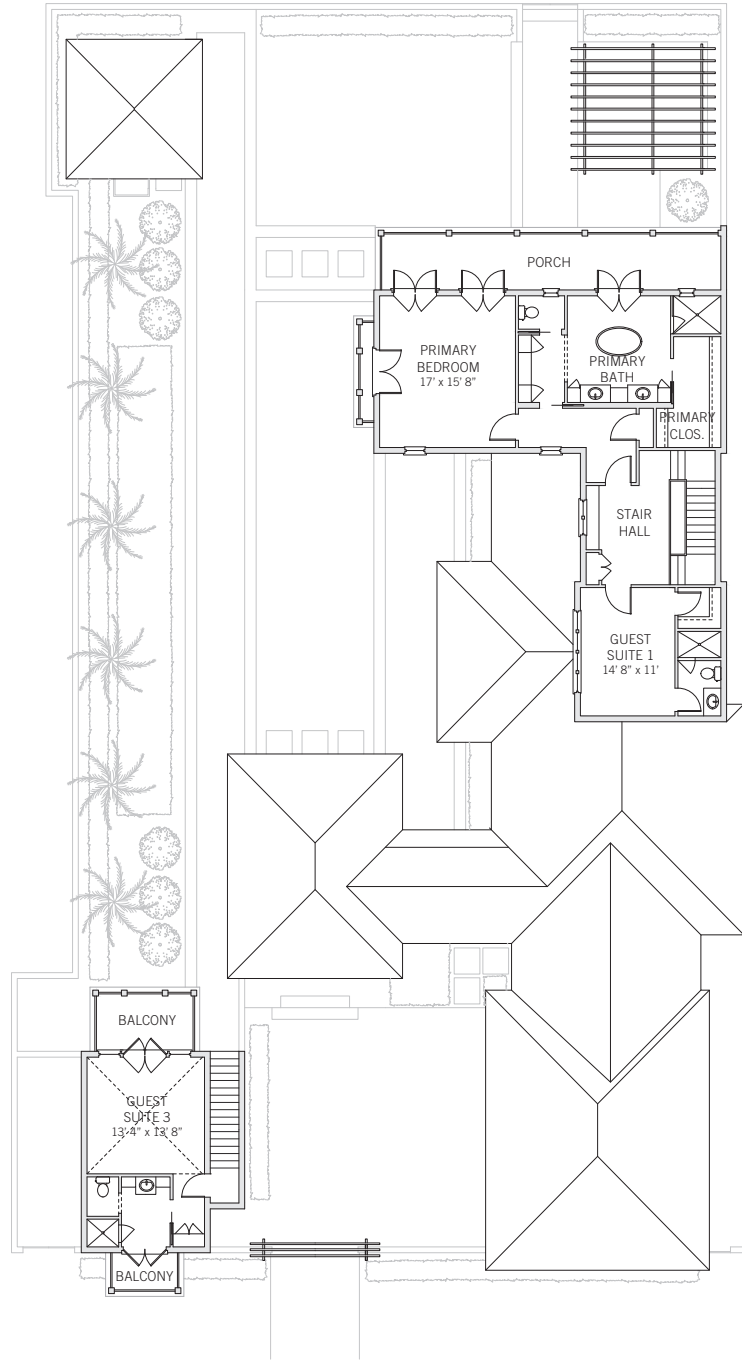 PORCH
PRIMARY
BEDROOM
17' x 15' 8"
PRIMARY
BATH
PRIMARY
CLOS.
STAIR
HALL
GUEST
SUITE 1
14' 8" x 11'
BALCONY
GUEST
SUITE 3
13' 4" x 13' 8"
BALCONY